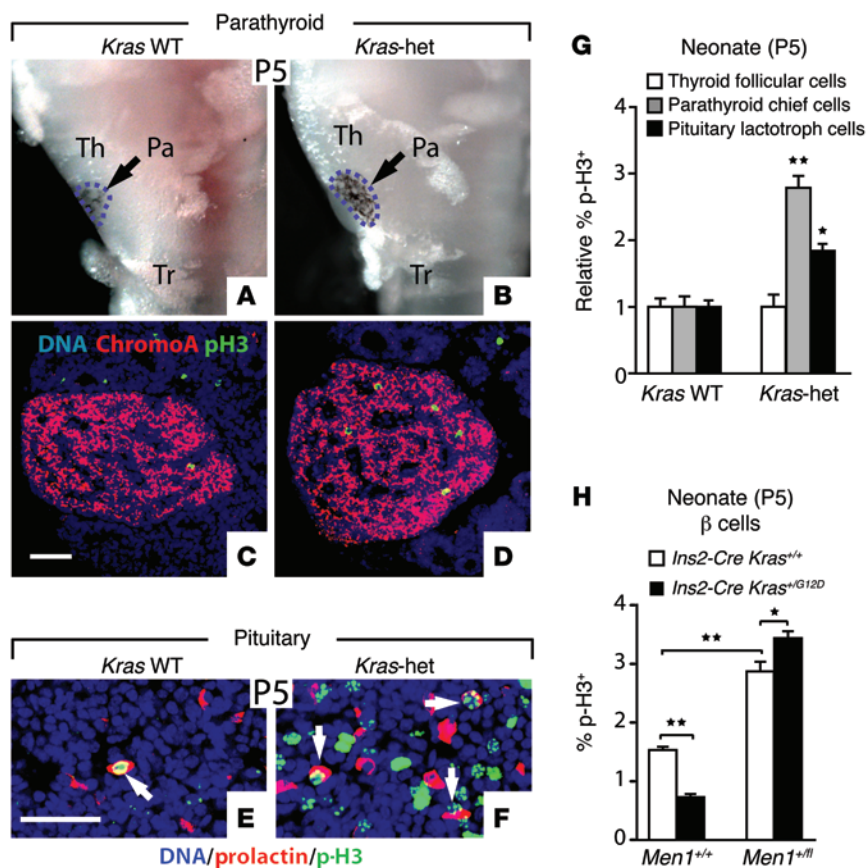 Parathyroid
Kras WT
Kras-het
P5
Th
Pa
Tr
A
Th
Pa
Tr
B
DNA ChromoA pH3
C
D
Pituitary
Kras WT
Kras-het
P5
E
F
DNA/prolactin/p-H3
G
Neonate (P5)
Thyroid follicular cells
Parathyroid chief cells
Pituitary lactotroph cells
Relative % p-H3+
4
3
2
1
0
★★
★
Kras WT
Kras-het
H
Neonate (P5)
β cells
Ins2-Cre Kras+/+
Ins2-Cre Kras+/G12D
% p-H3+
4
3
2
1
0
★★
★★
★
Men1+/+
Men1+/fl